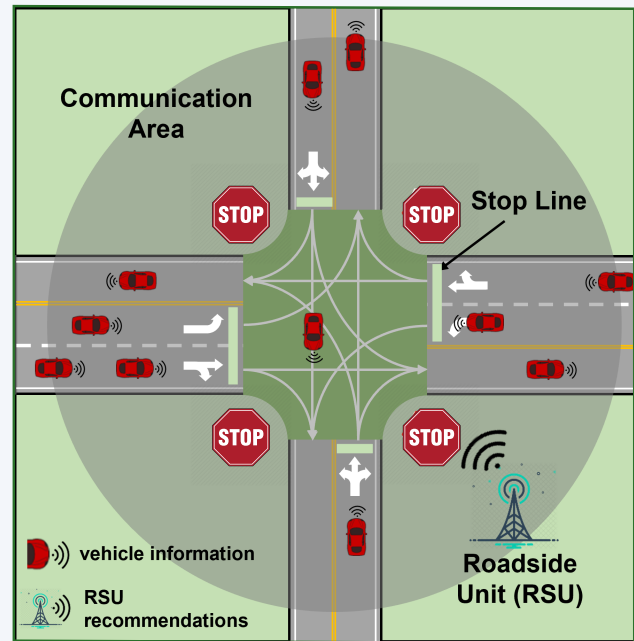 Communication
Area
STOP
STOP
Stop Line
STOP
STOP
vehicle information
RSU
recommendations
Roadside
Unit (RSU)